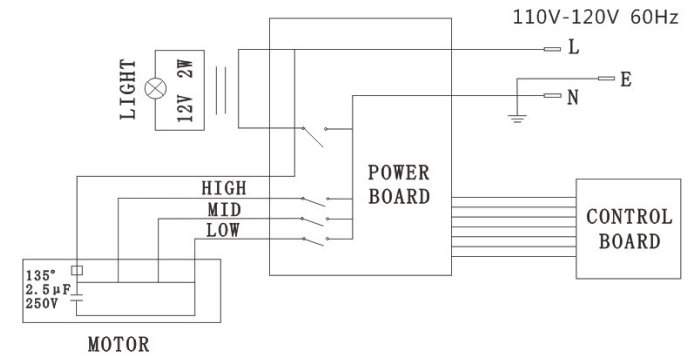 110V-120V 60Hz
L
E
N
LIGHT
12V 2W
POWER
BOARD
HIGH
MID
LOW
CONTROL
BOARD
135°
2.5μF
250V
MOTOR